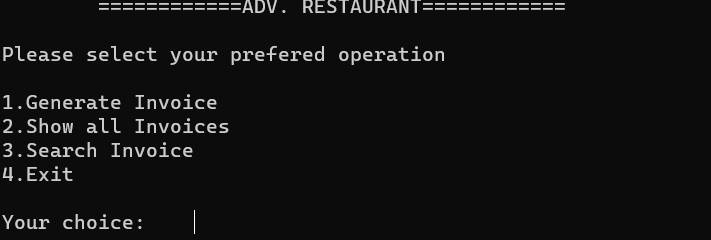 ============ADV. RESTAURANT============
Please select your prefered operation
1.Generate Invoice
2.Show all Invoices
3.Search Invoice
4.Exit
Your choice: